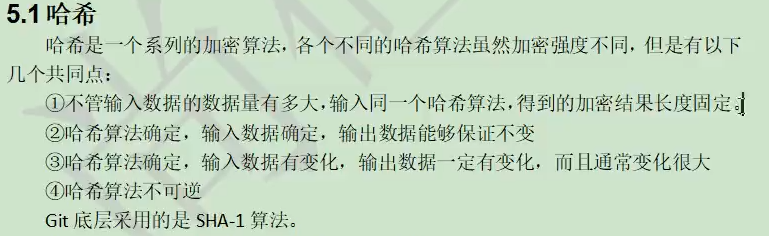 5.1 哈希
哈希是一个系列的加密算法，各个不同的哈希算法虽然加密强度不同，但是有以下
几个共同点：
①不管输入数据的数据量有多大，输入同一个哈希算法，得到的加密结果长度固定。
②哈希算法确定，输入数据确定，输出数据能够保证不变
③哈希算法确定，输入数据有变化，输出数据一定有变化，而且通常变化很大
④哈希算法不可逆
Git 底层采用的是 SHA-1 算法。